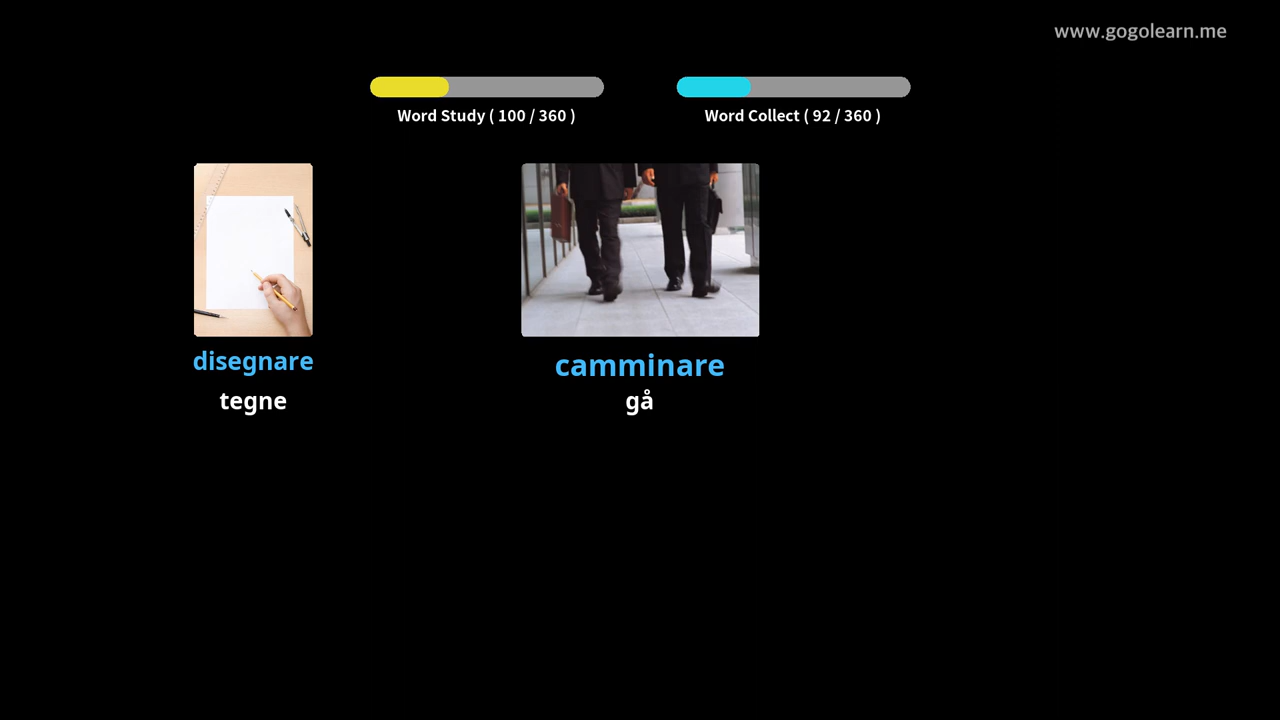 www.gogolearn.me
Word Study ( 100 / 360 )
Word Collect ( 92 / 360 )
disegnare
tegne
camminare
gå